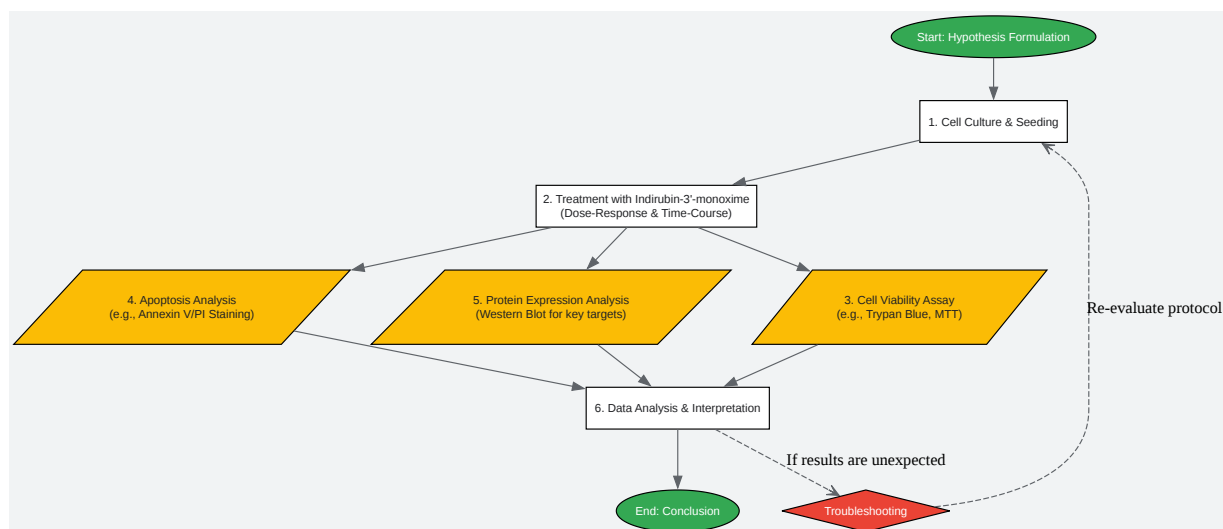 Start: Hypothesis Formulation
1. Cell Culture & Seeding
2. Treatment with Indirubin-3'-monoxime
(Dose-Response & Time-Course)
4. Apoptosis Analysis
(e.g., Annexin V/PI Staining)
5. Protein Expression Analysis
(Western Blot for key targets)
3. Cell Viability Assay
(e.g., Trypan Blue, MTT)
Re-evaluate protocol
6. Data Analysis & Interpretation
If results are unexpected
End: Conclusion
Troubleshooting